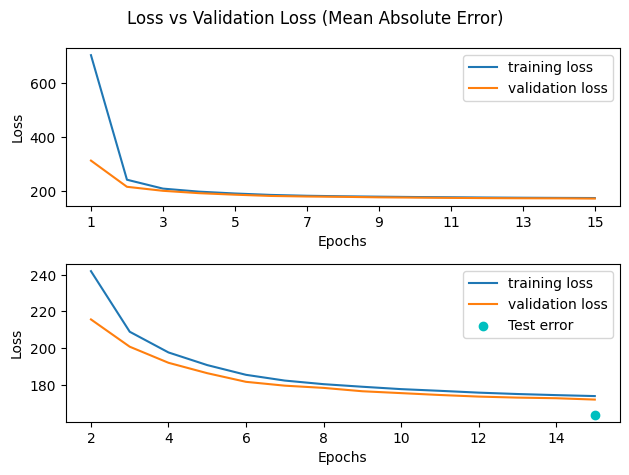 Loss vs Validation Loss (Mean Absolute Error)
600
400
200
Loss
training loss
validation loss
1 3 5 7 9 11 13 15
Epochs
240
220
200
180
Loss
training loss
validation loss
Test error
2 4 6 8 10 12 14
Epochs